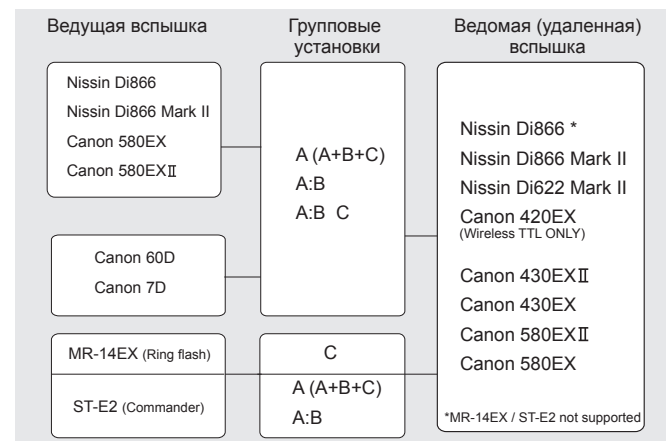 Ведущая вспышка
Групповые
установки
Ведомая (удаленная)
вспышка
Nissin Di866
Nissin Di866 Mark II
Canon 580EX
Canon 580EXⅡ
Canon 60D
Canon 7D
A (A+B+C)
A:B
A:B C
MR-14EX (Ring flash)
ST-E2 (Commander)
C
A (A+B+C)
A:B
Nissin Di866 *
Nissin Di866 Mark II
Nissin Di622 Mark II
Canon 420EX
(Wireless TTL ONLY)
Canon 430EXⅡ
Canon 430EX
Canon 580EXⅡ
Canon 580EX
*MR-14EX / ST-E2 not supported